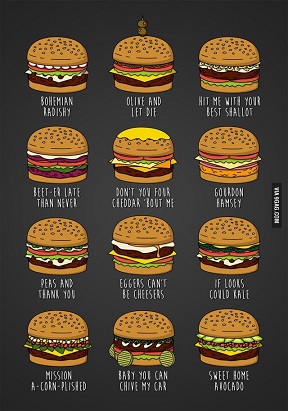 BOHEMIAN
RADISHY
OLIVE AND
LET DIE
HIT ME WITH YOUR
BEST SHALLOT
BEET-ER LATE
THAN NEVER
DON'T YOU FOUR
CHEDDAR 'BOUT ME
GOURDON
HAMSEY
PEAS AND
THANK YOU
EGGERS CAN'T
BE CHEESERS
IF LOOKS
COULD KALE
MISSION
A-CORN-PLISHED
BABY YOU CAN
CHIVE MY CAR
SWEET HOME
AVOCADO
VIA 9GAG.COM